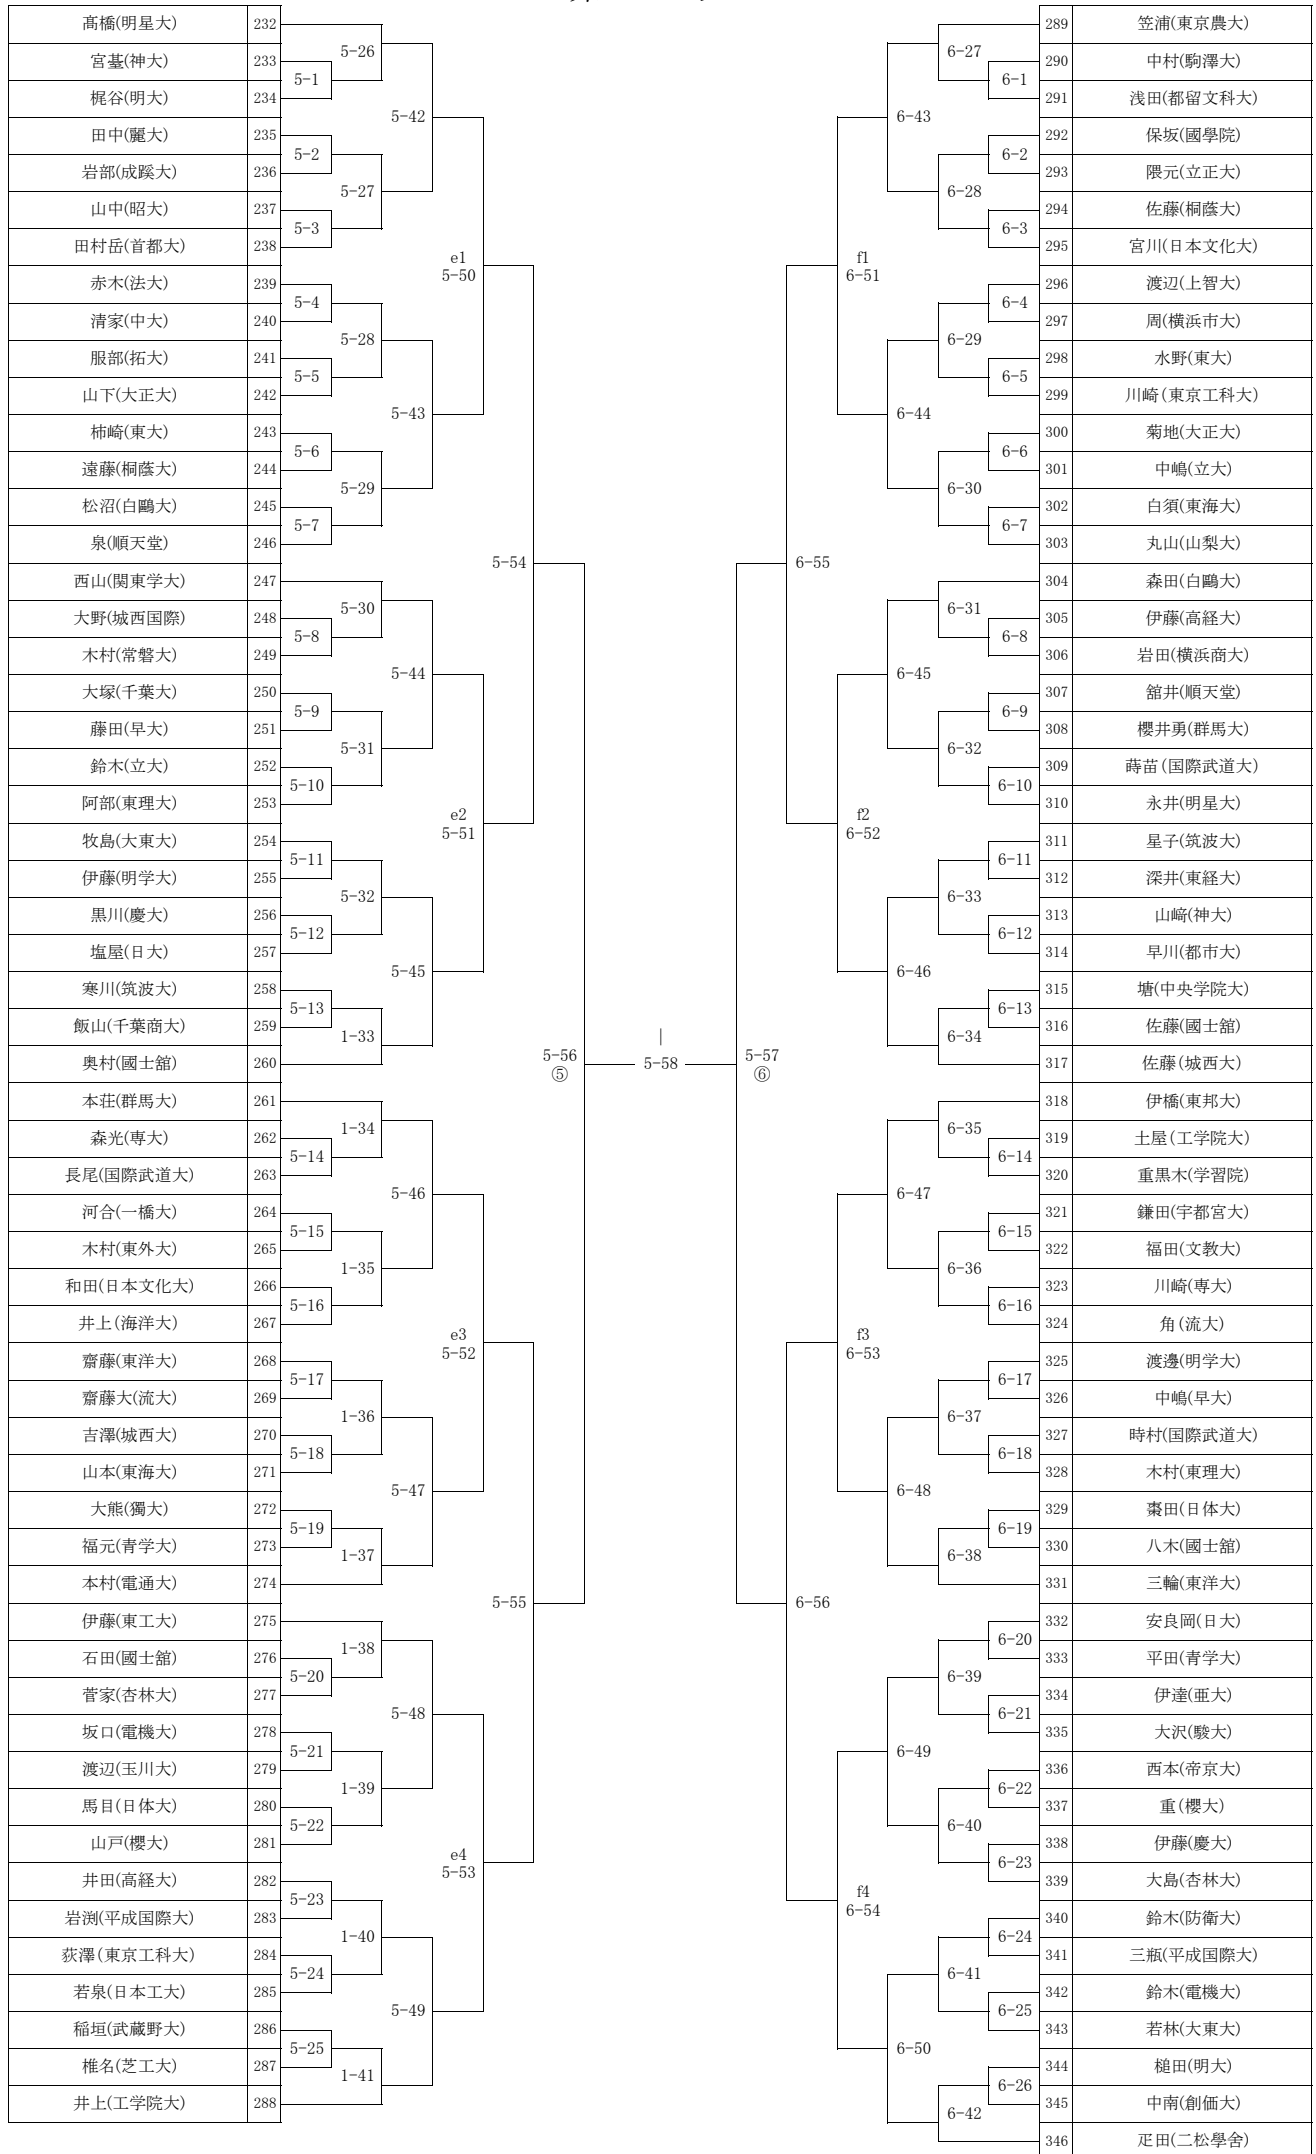 髙橋(明星大) 232
宮墓(神大) 233
梶谷(明大) 234
田中(麗大) 235
岩部(成蹊大) 236
山中(昭大) 237
田村岳(首都大) 238
赤木(法大) 239
清家(中大) 240
服部(拓大) 241
山下(大正大) 242
柿崎(東大) 243
遠藤(桐蔭大) 244
松沼(白鷗大) 245
泉(順天堂) 246
西山(関東学大) 247
大野(城西国際) 248
木村(常磐大) 249
大塚(千葉大) 250
藤田(早大) 251
鈴木(立大) 252
阿部(東理大) 253
牧島(大東大) 254
伊藤(明学大) 255
黒川(慶大) 256
塩屋(日大) 257
寒川(筑波大) 258
飯山(千葉商大) 259
奥村(國士舘) 260
本荘(群馬大) 261
森光(専大) 262
長尾(国際武道大) 263
河合(一橋大) 264
木村(東外大) 265
和田(日本文化大) 266
井上(海洋大) 267
齋藤(東洋大) 268
齋藤大(流大) 269
吉澤(城西大) 270
山本(東海大) 271
大熊(獨大) 272
福元(青学大) 273
本村(電通大) 274
伊藤(東工大) 275
石田(國士舘) 276
菅家(杏林大) 277
坂口(電機大) 278
渡辺(玉川大) 279
馬目(日体大) 280
山戸(櫻大) 281
井田(高経大) 282
岩渕(平成国際大) 283
荻澤(東京工科大) 284
若泉(日本工大) 285
稲垣(武蔵野大) 286
椎名(芝工大) 287
井上(工学院大) 288
5-1
5-2
5-3
5-4
5-5
5-6
5-7
5-8
5-9
5-10
5-11
5-12
5-13
5-14
5-15
5-16
5-17
5-18
5-19
5-20
5-21
5-22
5-23
5-24
5-25
5-26
5-27
5-28
5-29
5-30
5-31
5-32
1-33
1-34
1-35
1-36
1-37
1-38
1-39
1-40
1-41
5-42
5-43
5-44
5-45
5-46
5-47
5-48
5-49
e1
5-50
e2
5-51
e3
5-52
e4
5-53
5-54
5-55
5-56
⑤
5-58
5-57
⑥
6-55
6-56
f1
6-51
f2
6-52
f3
6-53
f4
6-54
6-43
6-44
6-45
6-46
6-47
6-48
6-49
6-50
6-27
6-28
6-29
6-30
6-31
6-32
6-33
6-34
6-35
6-36
6-37
6-38
6-39
6-40
6-41
6-42
6-1
6-2
6-3
6-4
6-5
6-6
6-7
6-8
6-9
6-10
6-11
6-12
6-13
6-14
6-15
6-16
6-17
6-18
6-19
6-20
6-21
6-22
6-23
6-24
6-25
6-26
289 笠浦(東京農大)
290 中村(駒澤大)
291 浅田(都留文科大)
292 保坂(國學院)
293 隈元(立正大)
294 佐藤(桐蔭大)
295 宮川(日本文化大)
296 渡辺(上智大)
297 周(横浜市大)
298 水野(東大)
299 川崎(東京工科大)
300 菊地(大正大)
301 中嶋(立大)
302 白須(東海大)
303 丸山(山梨大)
304 森田(白鷗大)
305 伊藤(高経大)
306 岩田(横浜商大)
307 舘井(順天堂)
308 櫻井勇(群馬大)
309 蒔苗(国際武道大)
310 永井(明星大)
311 星子(筑波大)
312 深井(東経大)
313 山﨑(神大)
314 早川(都市大)
315 塘(中央学院大)
316 佐藤(國士舘)
317 佐藤(城西大)
318 伊橋(東邦大)
319 土屋(工学院大)
320 重黒木(学習院)
321 鎌田(宇都宮大)
322 福田(文教大)
323 川崎(専大)
324 角(流大)
325 渡邊(明学大)
326 中嶋(早大)
327 時村(国際武道大)
328 木村(東理大)
329 棗田(日体大)
330 八木(國士舘)
331 三輪(東洋大)
332 安良岡(日大)
333 平田(青学大)
334 伊達(亜大)
335 大沢(駿大)
336 西本(帝京大)
337 重(櫻大)
338 伊藤(慶大)
339 大島(杏林大)
340 鈴木(防衛大)
341 三瓶(平成国際大)
342 鈴木(電機大)
343 若林(大東大)
344 槌田(明大)
345 中南(創価大)
346 疋田(二松學舍)